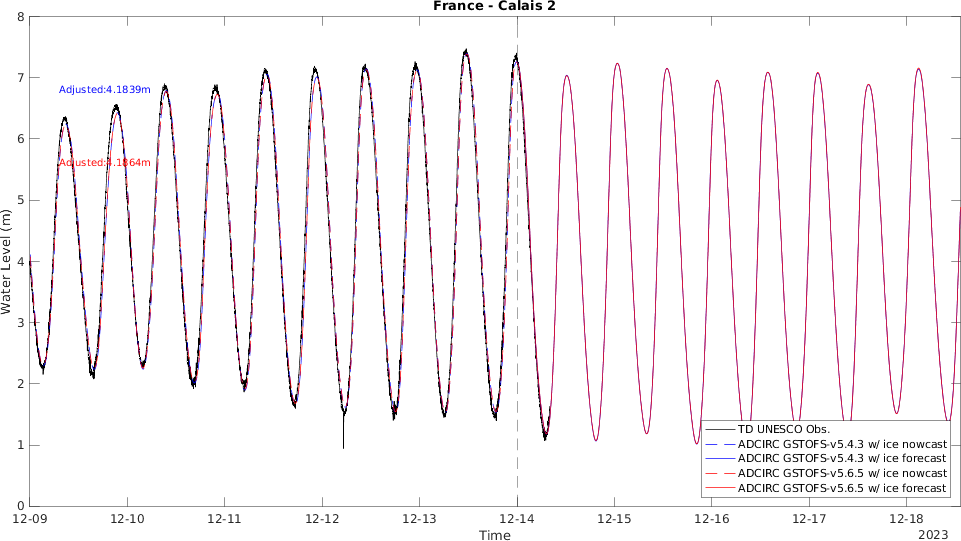 France - Calais 2
8
7
6
5
4
3
2
1
0
Water Level (m)
Adjusted:4.1839m
Adjusted:4.1864m
TD UNESCO Obs.
ADCIRC GSTOFS-v5.4.3 w/ ice nowcast
ADCIRC GSTOFS-v5.4.3 w/ ice forecast
ADCIRC GSTOFS-v5.6.5 w/ ice nowcast
ADCIRC GSTOFS-v5.6.5 w/ ice forecast
12-09 12-10 12-11 12-12 12-13 12-14 12-15 12-16 12-17 12-18
Time
2023